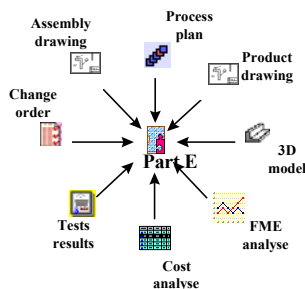 Assembly
drawing
Process
plan
Product
drawing
Change
order
Part E
3D
model
Tests
results
Cost
analyse
FME
analyse